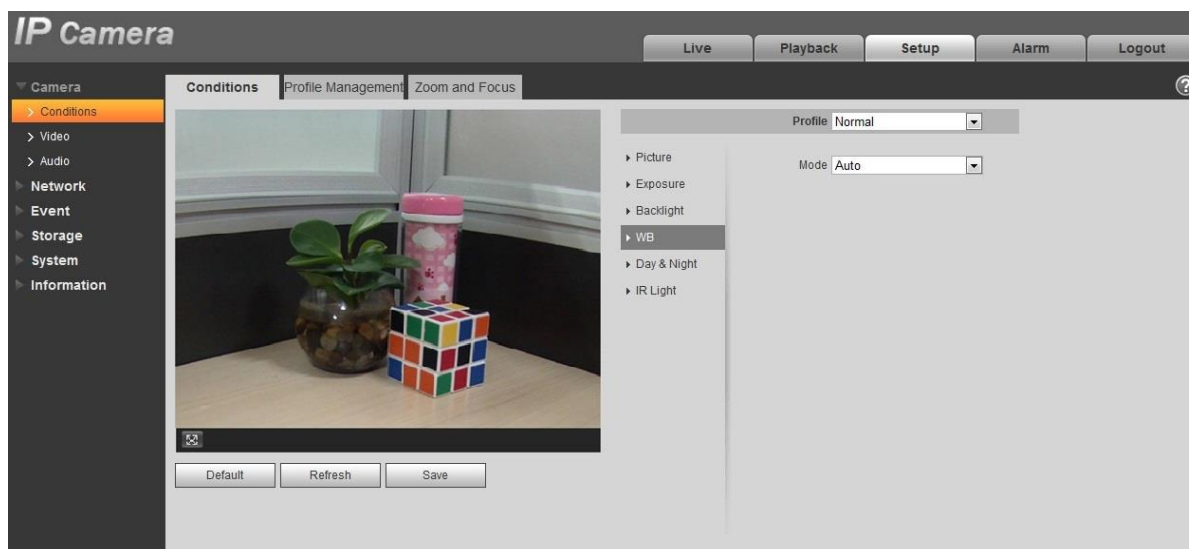 IP Camera
Live
Playback
Setup
Alarm
Logout
?
Camera
Conditions
Video
Audio
Network
Event
Storage
System
Information
Conditions
Profile Management
Zoom and Focus
Profile Normal
Picture
Exposure
Backlight
WB
Day & Night
IR Light
Mode Auto
Default
Refresh
Save